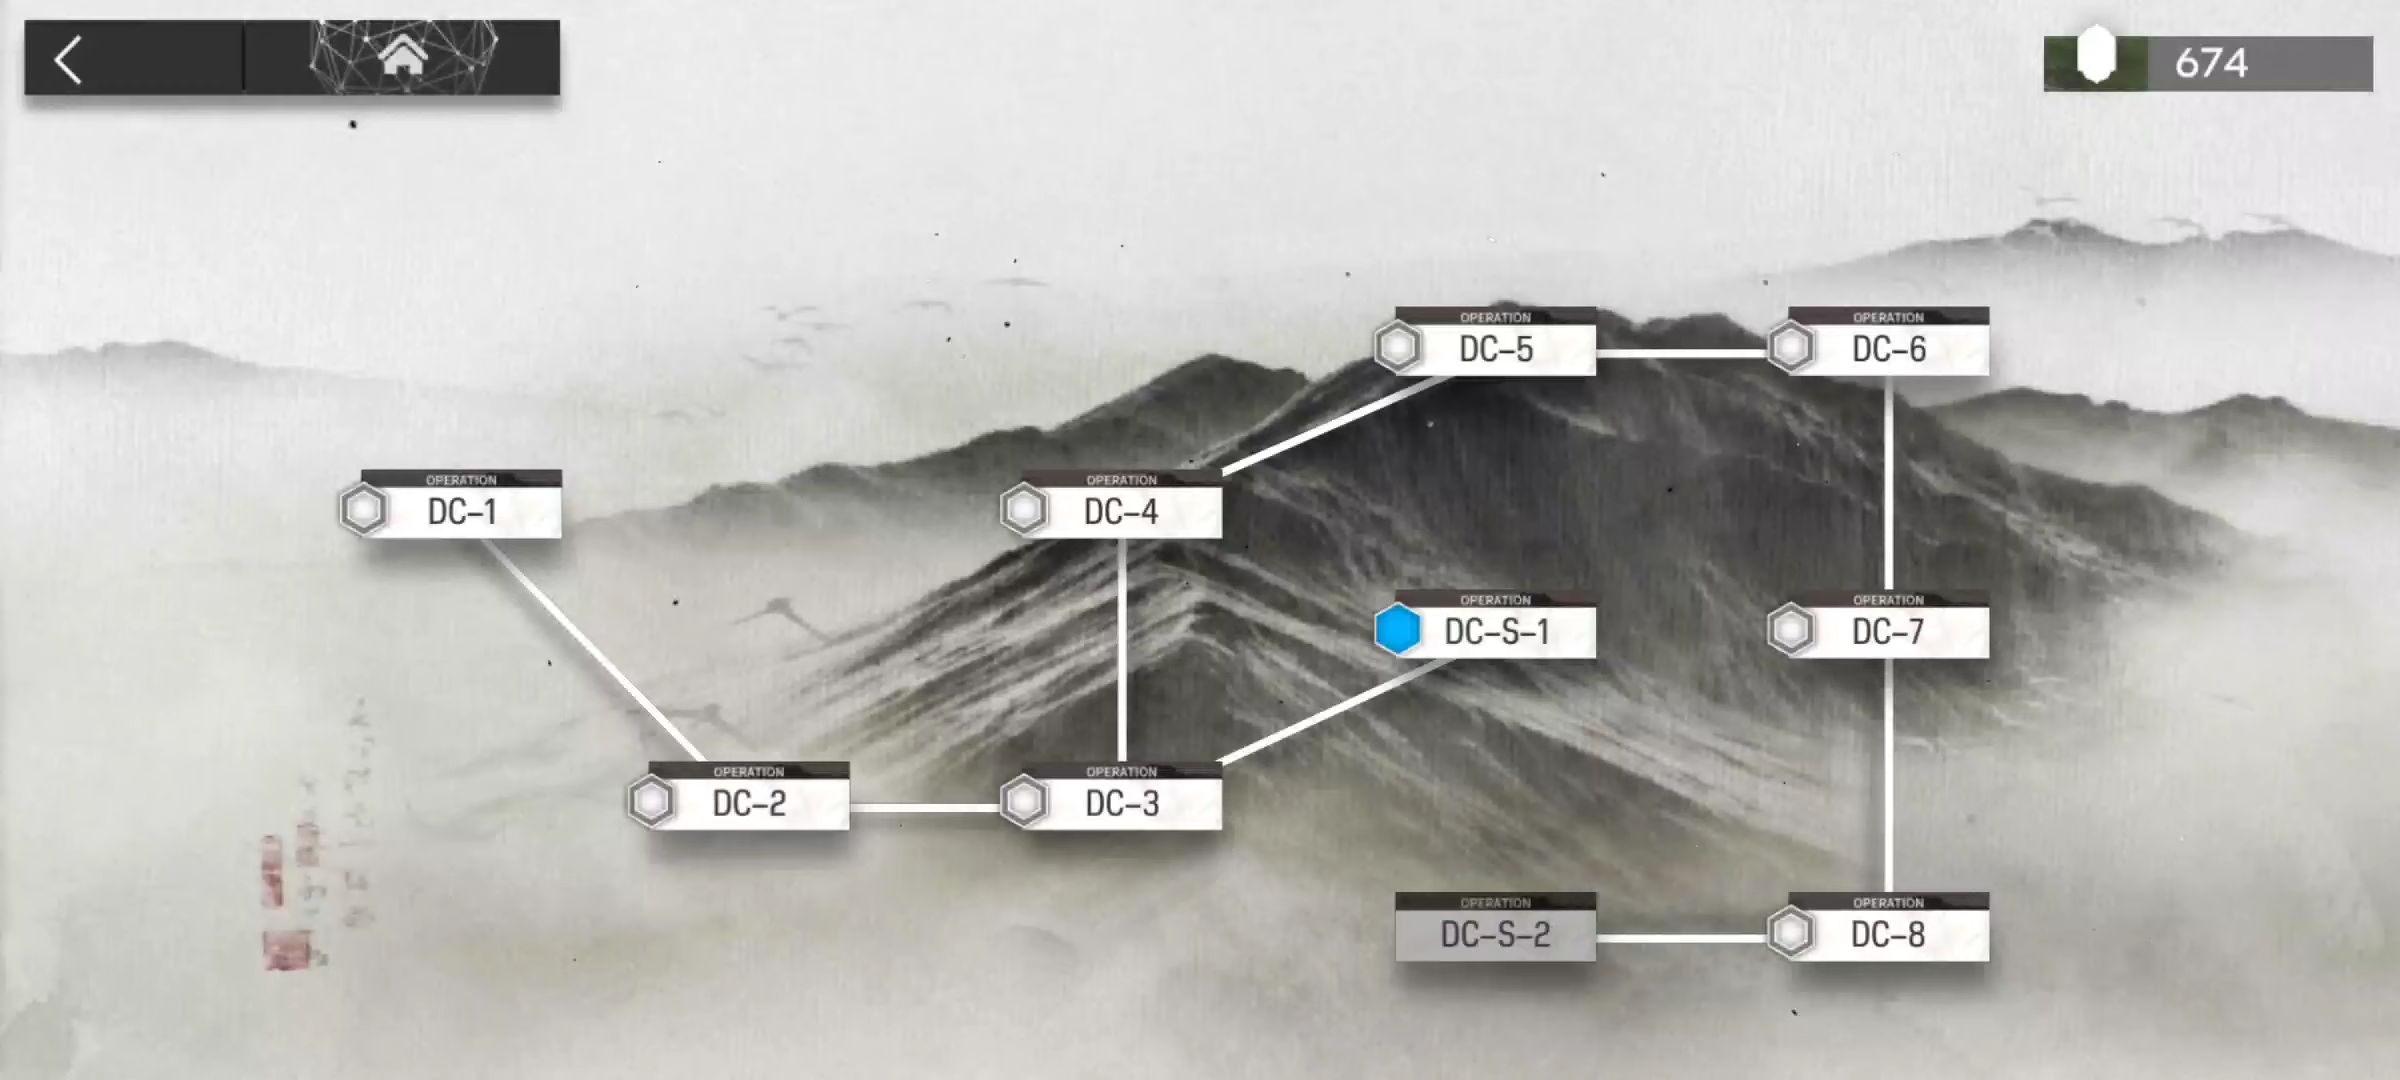 674
OPERATION
DC-5
OPERATION
DC-6
OPERATION
DC-1
OPERATION
DC-4
OPERATION
DC-S-1
OPERATION
DC-7
OPERATION
DC-2
OPERATION
DC-3
OPERATION
DC-S-2
OPERATION
DC-8